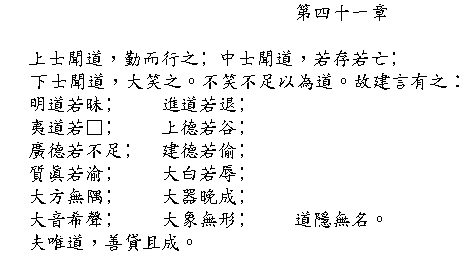 第四十一章
上士聞道，勤而行之; 中士聞道，若存若亡;
下士聞道，大笑之。不笑不足以為道。故建言有之:
明道若昧; 進道若退;
夷道若□; 上德若谷;
廣德若不足; 建德若偷;
質真若渝; 大白若辱;
大方無隅; 大器晚成;
大音希聲; 大象無形; 道隱無名。
夫唯道，善貸且成。